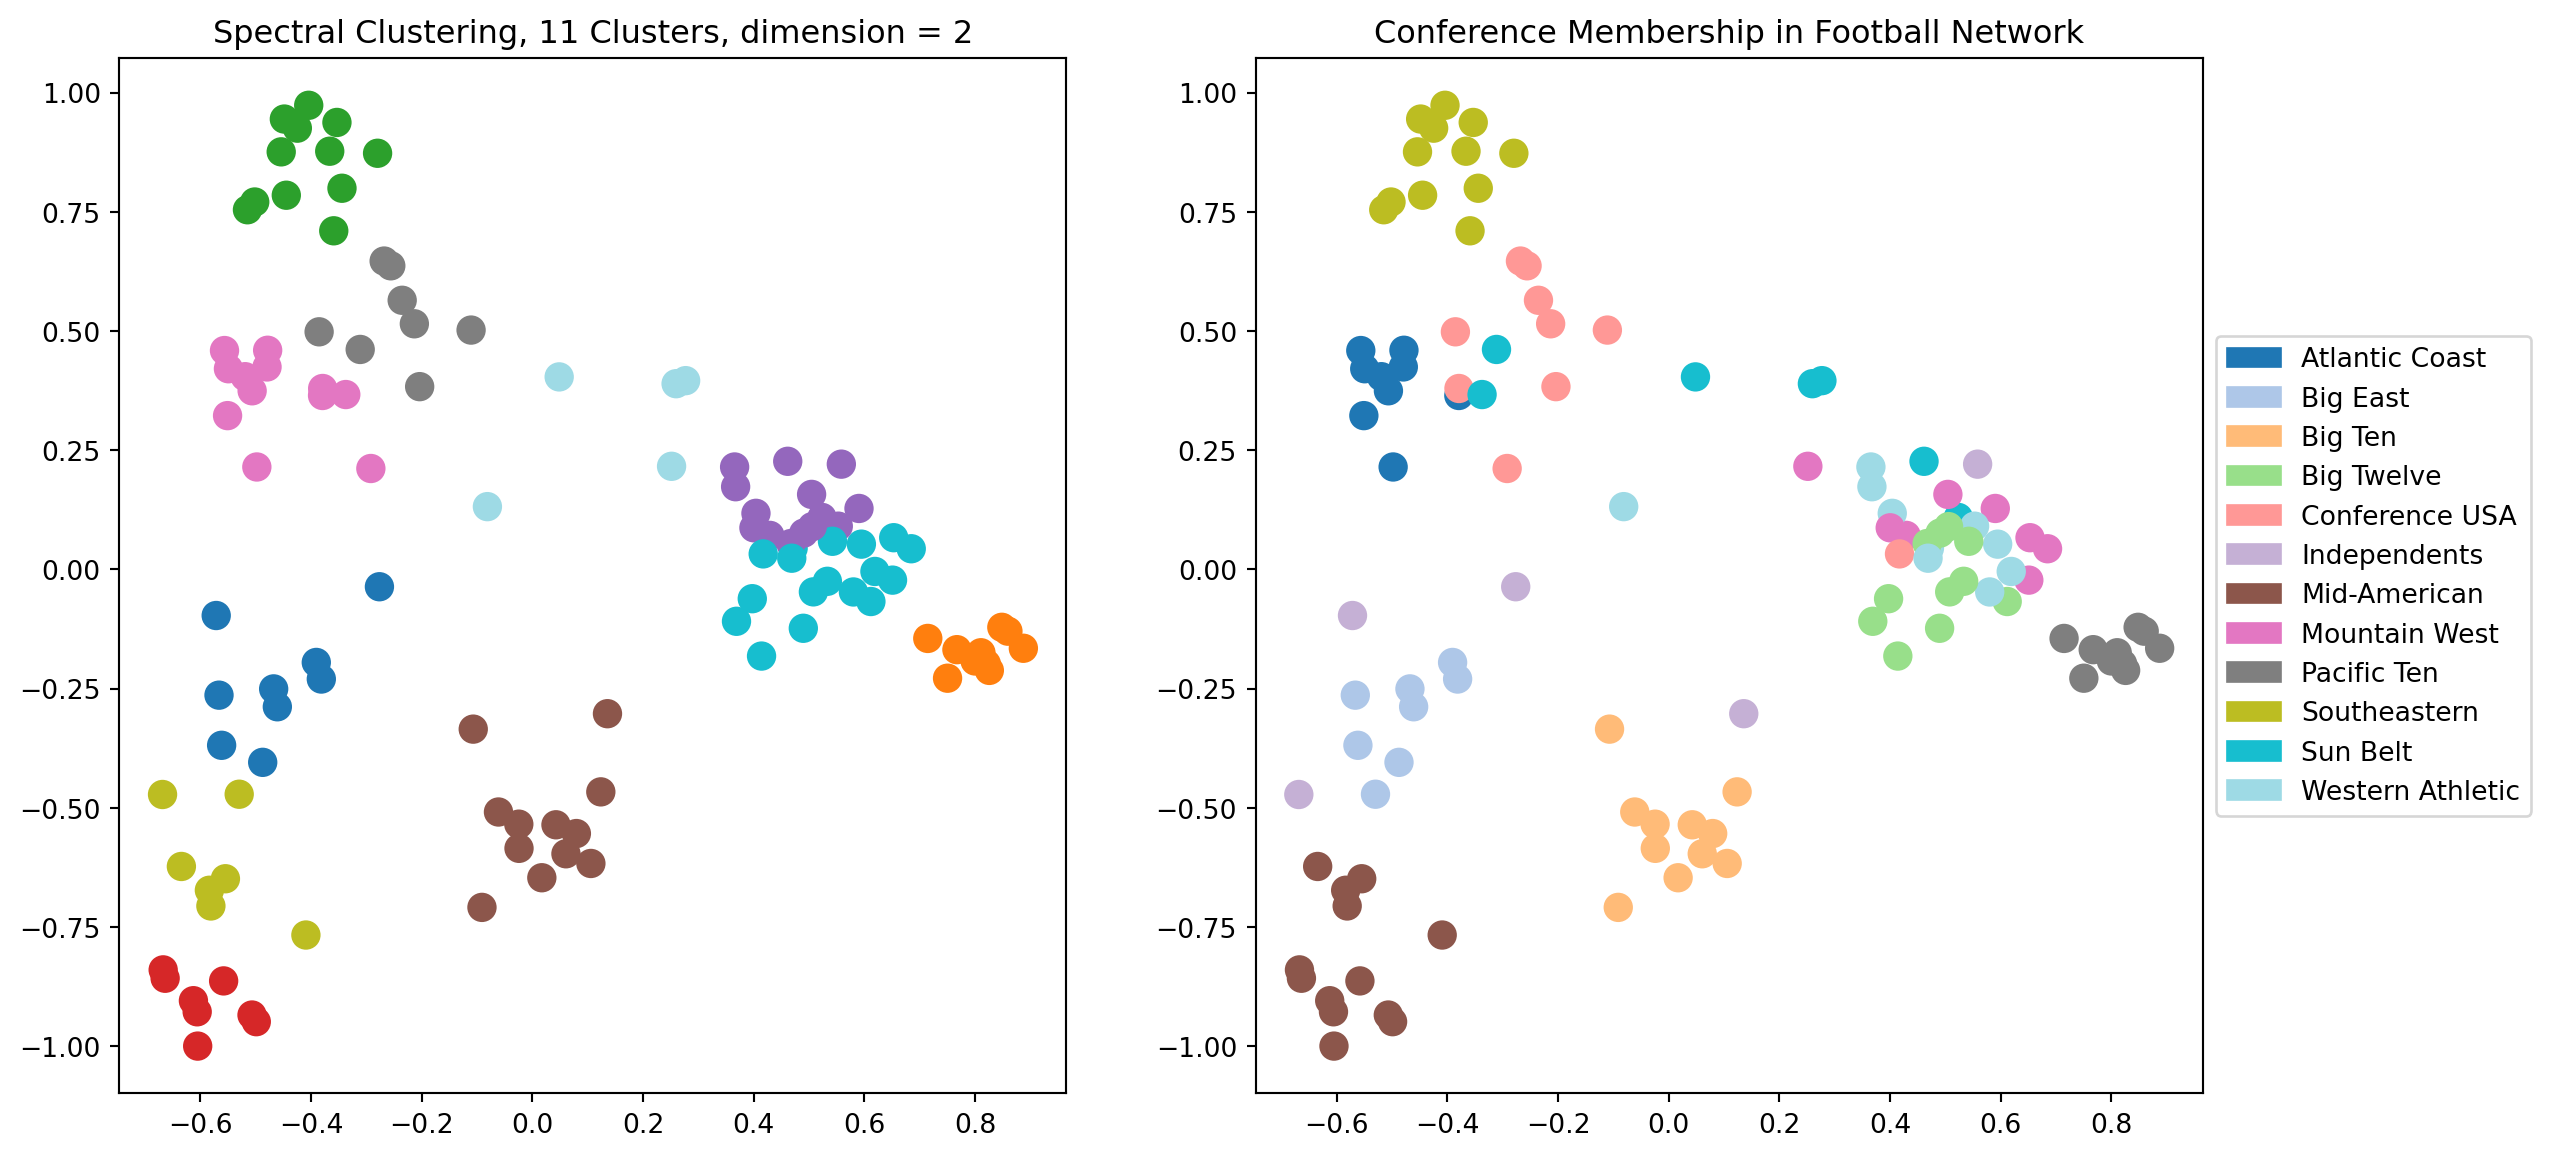 Spectral Clustering, 11 Clusters, dimension = 2
1.00
0.75
0.50
0.25
0.00
−0.25
−0.50
−0.75
−1.00
−0.6 −0.4 −0.2 0.0 0.2 0.4 0.6 0.8
Conference Membership in Football Network
1.00
0.75
0.50
0.25
0.00
−0.25
−0.50
−0.75
−1.00
−0.6 −0.4 −0.2 0.0 0.2 0.4 0.6 0.8
Atlantic Coast
Big East
Big Ten
Big Twelve
Conference USA
Independents
Mid-American
Mountain West
Pacific Ten
Southeastern
Sun Belt
Western Athletic